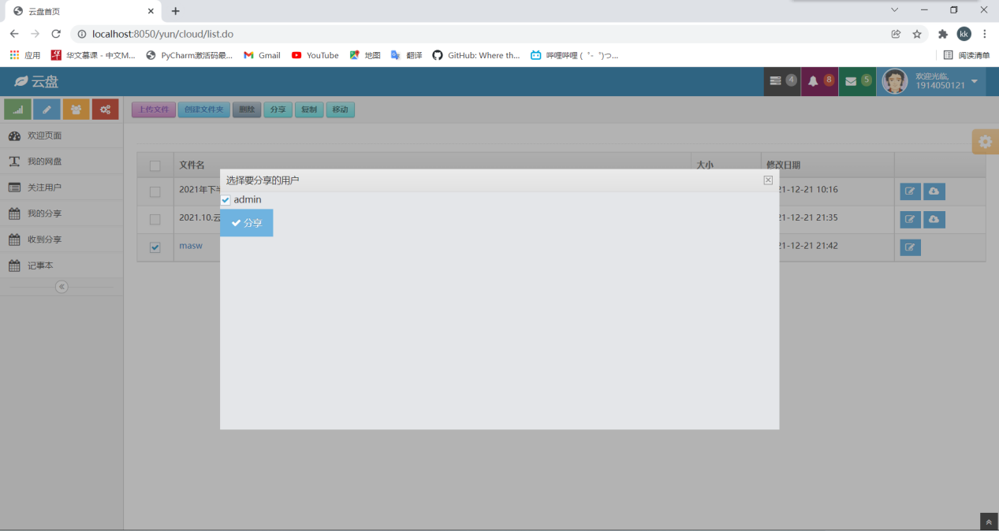 云盘首页
localhost:8050/yun/cloud/list.do
kk
应用
华文慕课 - 中文M...
PyCharm激活码最...
Gmail
YouTube
地图
翻译
GitHub: Where th...
哔哩哔哩 ( ゜- ゜)つ...
阅读清单
云盘
4
8
5
欢迎光临,
1914050121
上传文件
创建文件夹
删除
分享
复制
移动
欢迎页面
我的网盘
关注用户
我的分享
收到分享
记事本
文件名
大小
修改日期
选择要分享的用户
admin
分享
2021年下
21-12-21 10:16
2021.10.云
21-12-21 21:35
masw
21-12-21 21:42